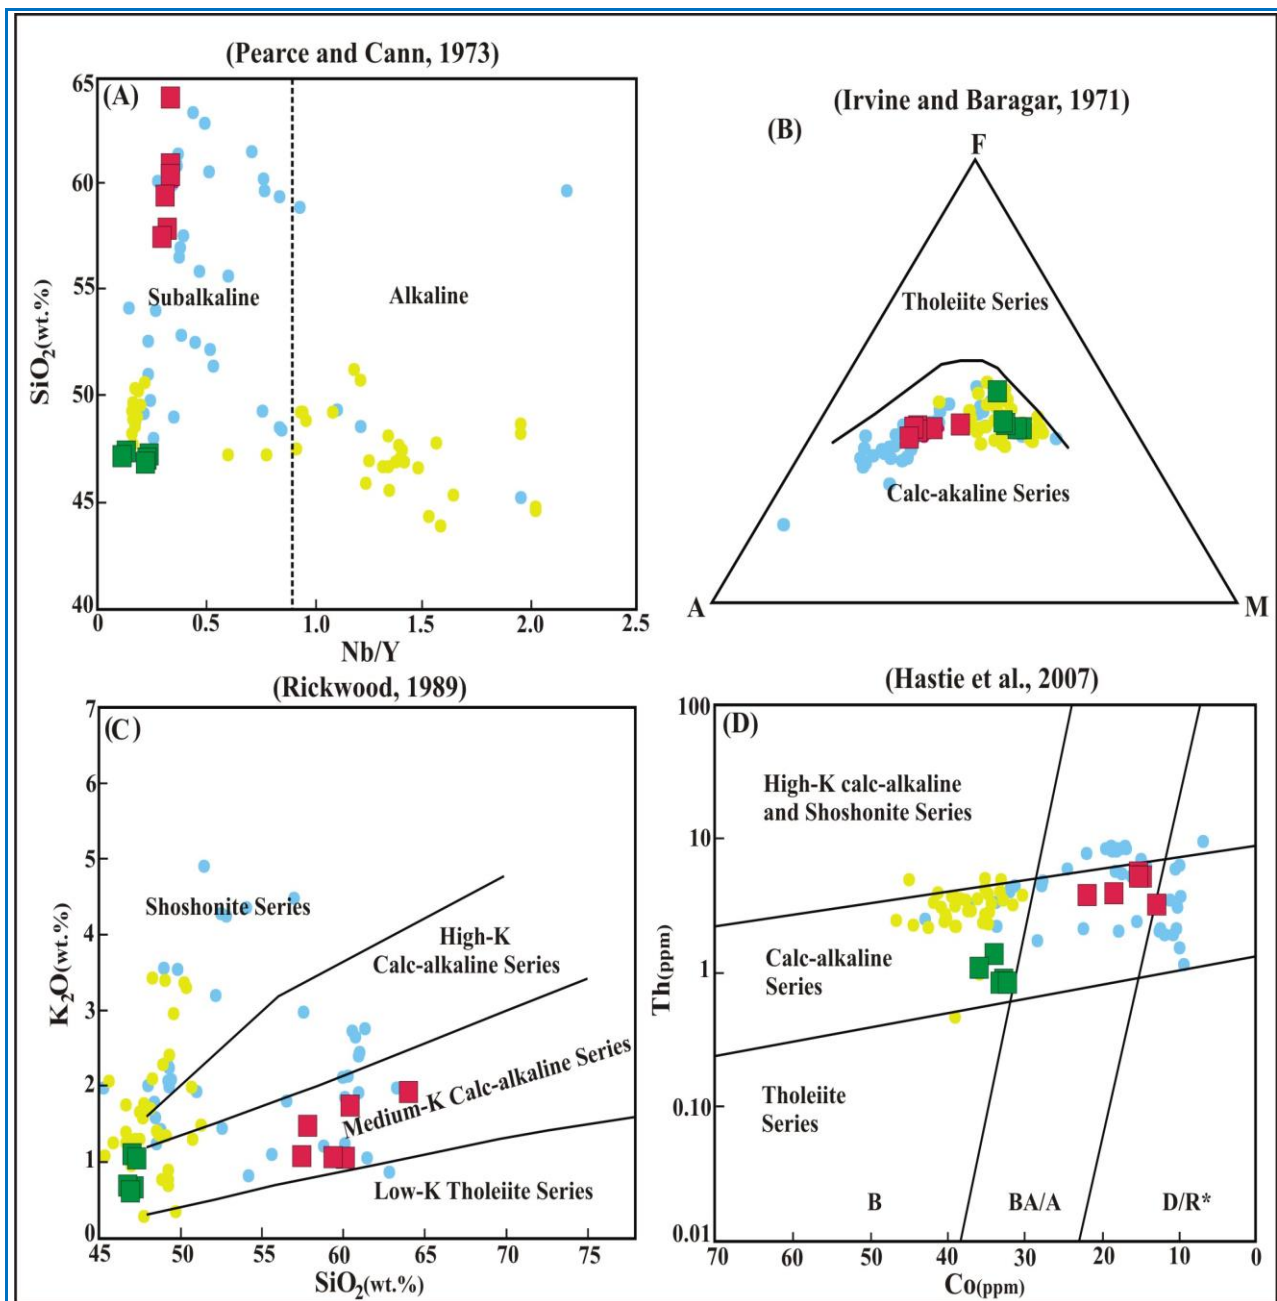 (Pearce and Cann, 1973)
(A)
65
60
55
50
45
40
SiO2(wt.%)
Subalkaline
Alkaline
0
0.5
1.0
1.5
2.0
2.5
Nb/Y
(Irvine and Baragar, 1971)
(B)
F
Tholeiite Series
Calc-akaline Series
A
M
(Rickwood, 1989)
(C)
7
6
5
4
3
2
1
0
K2O(wt.%)
Shoshonite Series
High-K
Calc-alkaline Series
Medium-K Calc-alkaline Series
Low-K Tholeiite Series
45
50
55
60
65
70
75
SiO2(wt.%)
(Hastie et al., 2007)
(D)
100
10
1
0.10
0.01
Th(ppm)
High-K calc-alkaline
and Shoshonite Series
Calc-alkaline
Series
Tholeiite
Series
B
BA/A
D/R*
70
60
50
40
30
20
10
0
Co(ppm)